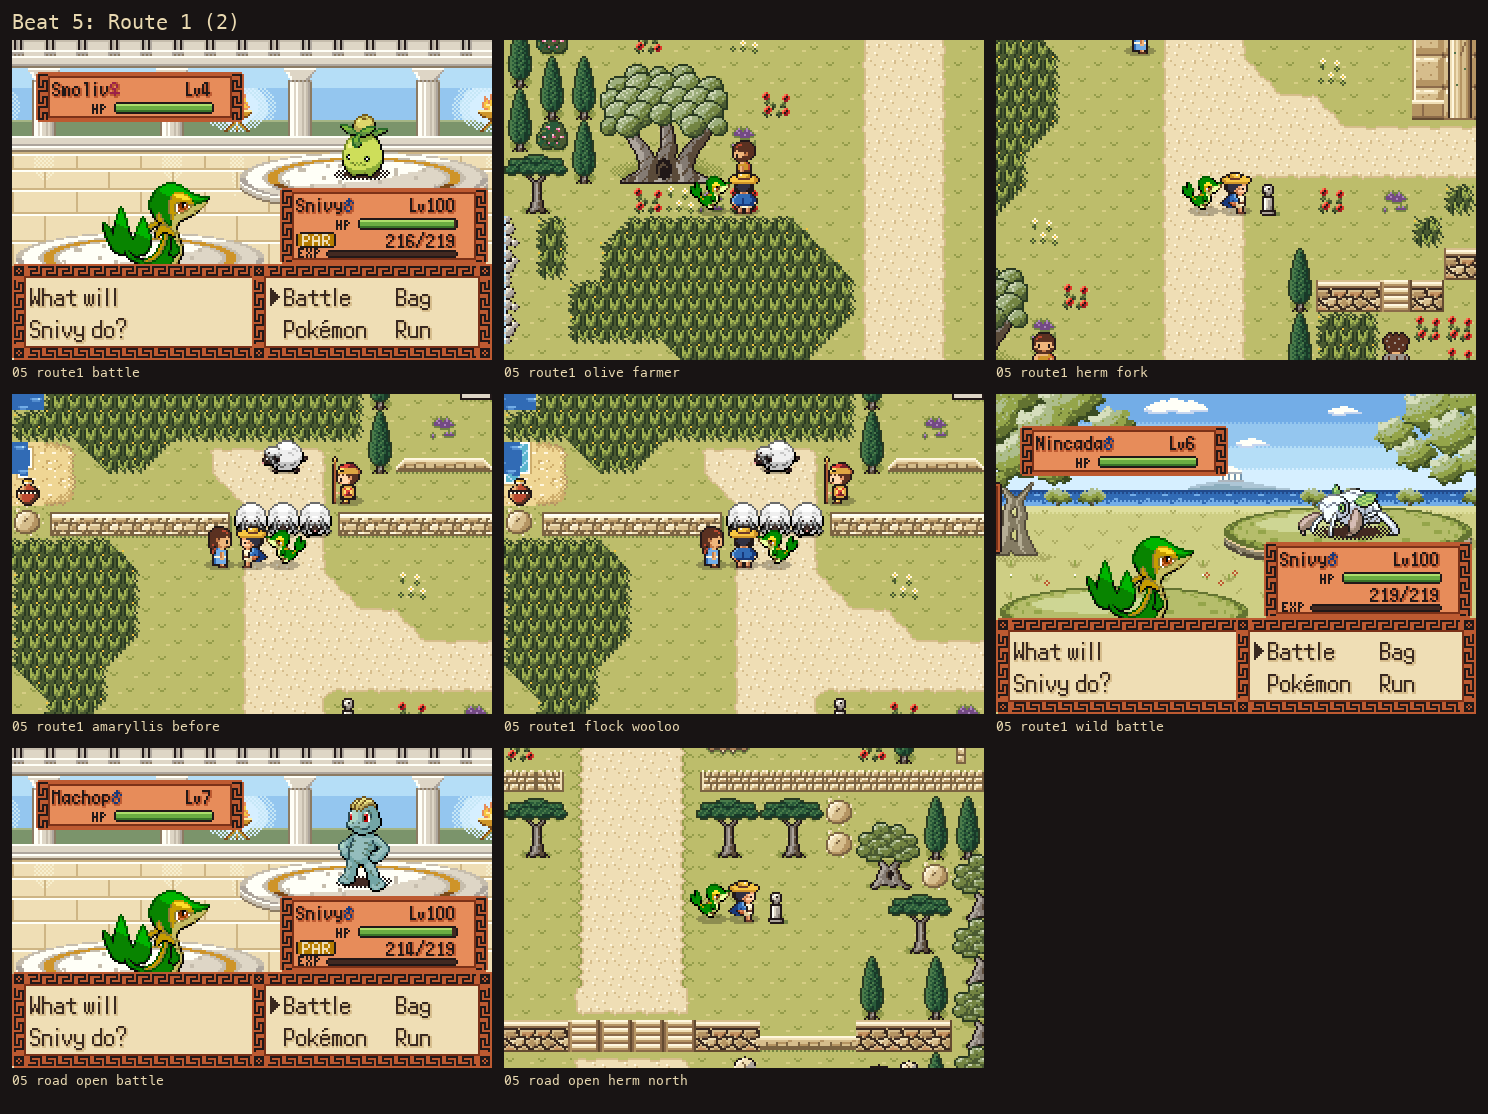 Beat 5: Route 1 (2)
Smoliv♀ Lv4
HP
Snivy♂ Lv100
HP
PAR 216/219
EXP
What will
Snivy do?
Battle Bag
Pokémon Run
05 route1 battle
05 route1 olive farmer
05 route1 herm fork
05 route1 amaryllis before
05 route1 flock wooloo
Nincada♂ Lv6
HP
Snivy♂ Lv100
HP
219/219
EXP
What will
Snivy do?
Battle Bag
Pokémon Run
05 route1 wild battle
Machop♂ Lv7
HP
Snivy♂ Lv100
HP
PAR 214/219
EXP
What will
Snivy do?
Battle Bag
Pokémon Run
05 road open battle
05 road open herm north